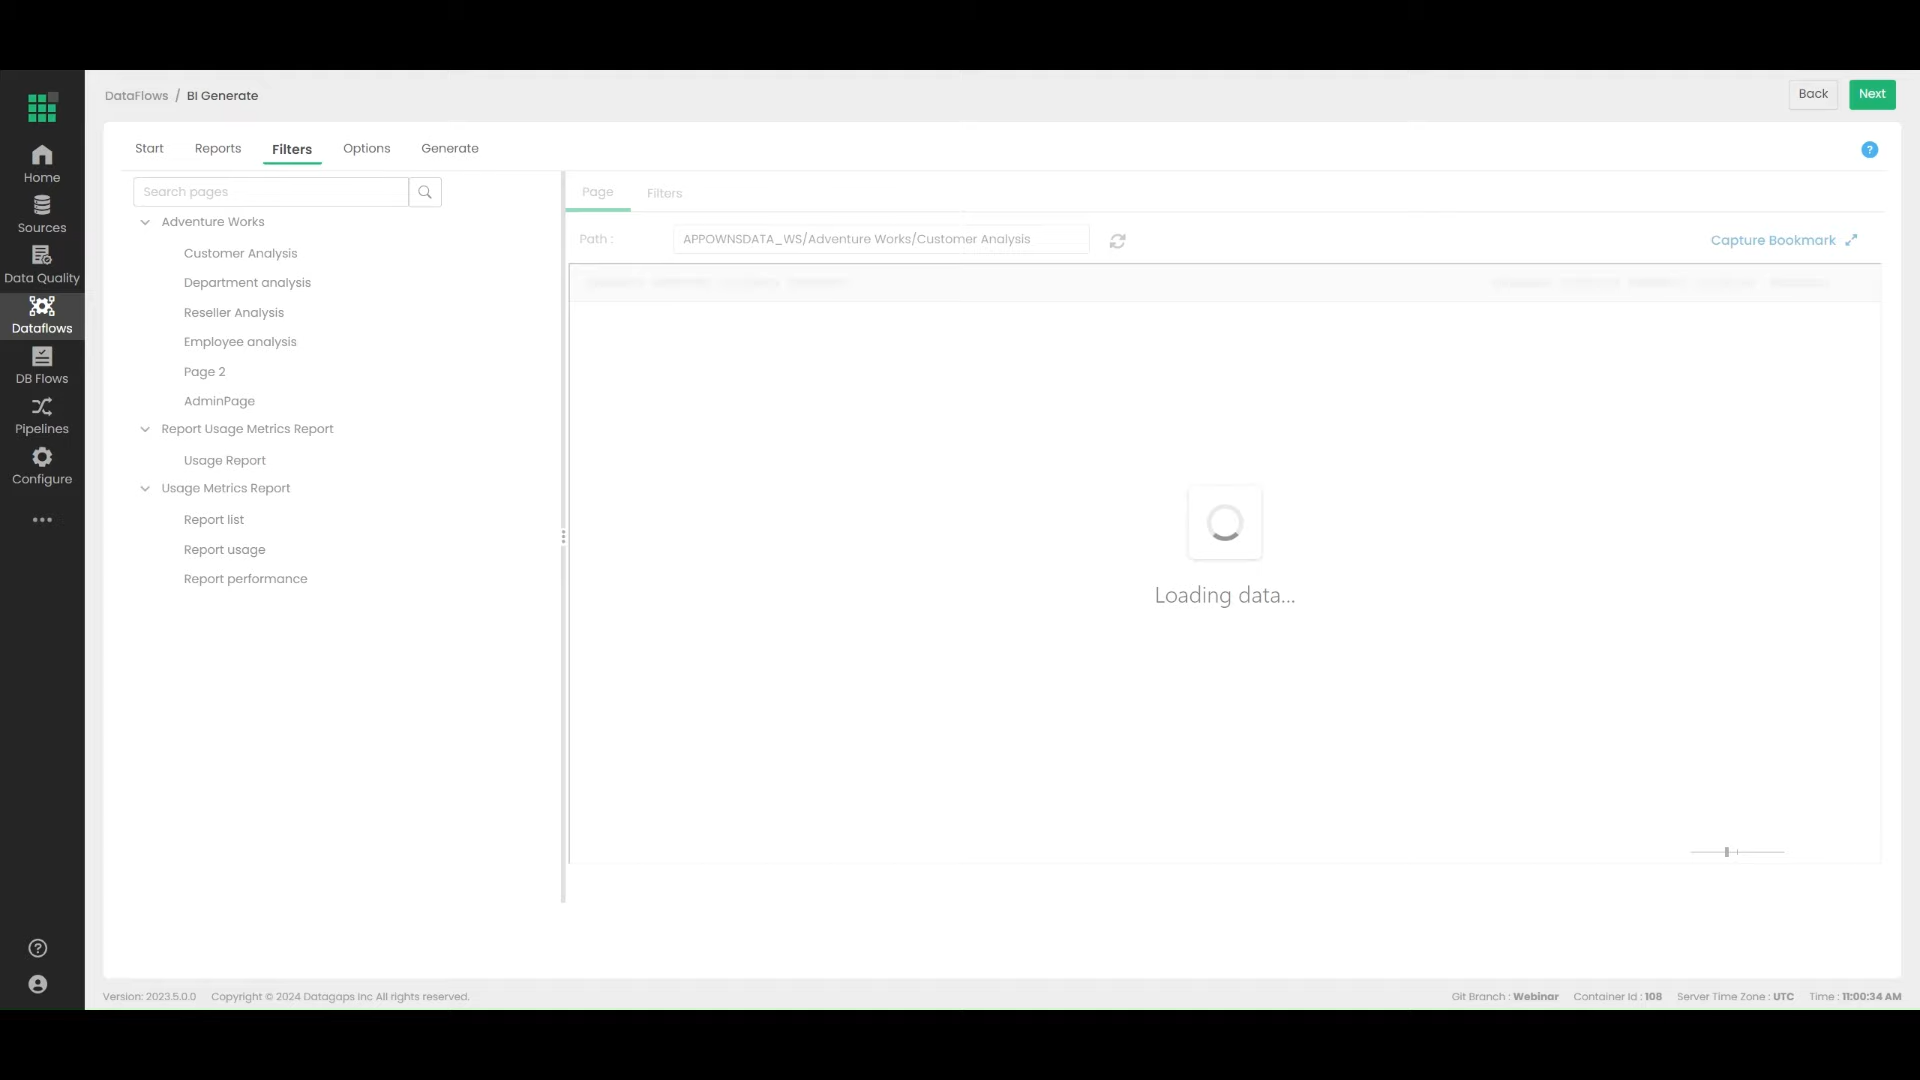 DataFlows / BI Generate
Back
Next
Home
Sources
Data Quality
Dataflows
DB Flows
Pipelines
Configure
Start
Reports
Filters
Options
Generate
?
Search pages
Adventure Works
Customer Analysis
Department analysis
Reseller Analysis
Employee analysis
Page 2
AdminPage
Report Usage Metrics Report
Usage Report
Usage Metrics Report
Report list
Report usage
Report performance
Page
Filters
Path :
APPOWNSDATA_WS/Adventure Works/Customer Analysis
Capture Bookmark
Loading data...
Version: 2023.5.0.0 Copyright © 2024 Datagaps Inc All rights reserved.
Git Branch : Webinar Container Id : 108 Server Time Zone : UTC Time : 11:00:34 AM